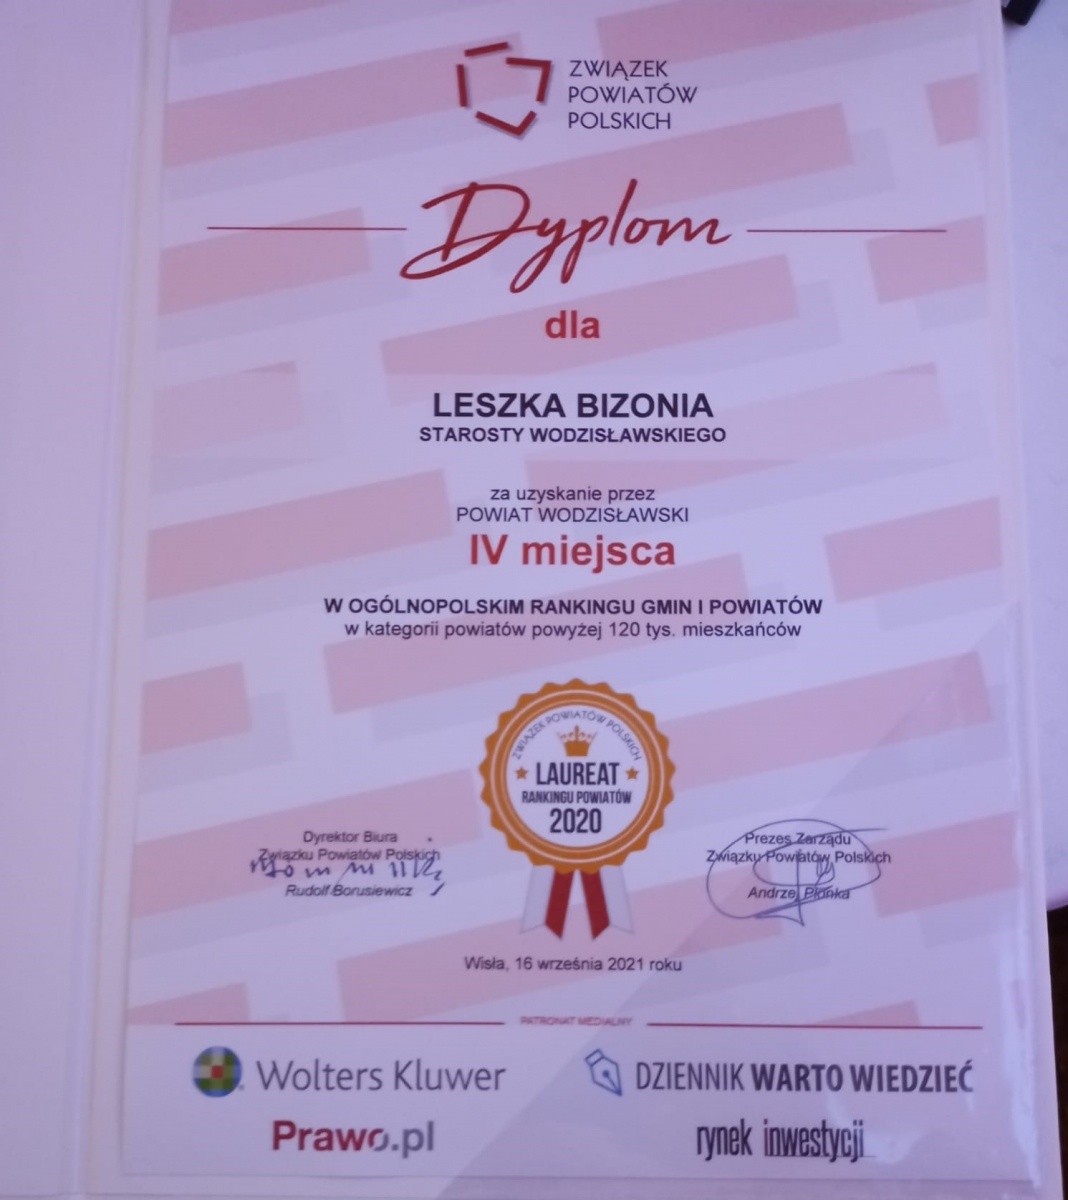 ZWIĄZEK
POWIATÓW
POLSKICH
Dyplom
dla
LESZKA BIZONIA
STAROSTY WODZISŁAWSKIEGO
za uzyskanie przez
POWIAT WODZISŁAWSKI
IV miejsca
W OGÓLNOPOLSKIM RANKINGU GMIN I POWIATÓW
w kategorii powiatów powyżej 120 tys. mieszkańców
ZWIĄZEK POWIATÓW POLSKICH
LAUREAT
RANKINGU POWIATÓW
2020
Dyrektor Biura
Związku Powiatów Polskich
Rudolf Borusiewicz
Prezes Zarządu
Związku Powiatów Polskich
Andrzej Płonka
Wisła, 16 września 2021 roku
PATRONAT MEDIALNY
Wolters Kluwer
DZIENNIK WARTO WIEDZIEĆ
Prawo.pl
rynek inwestycji